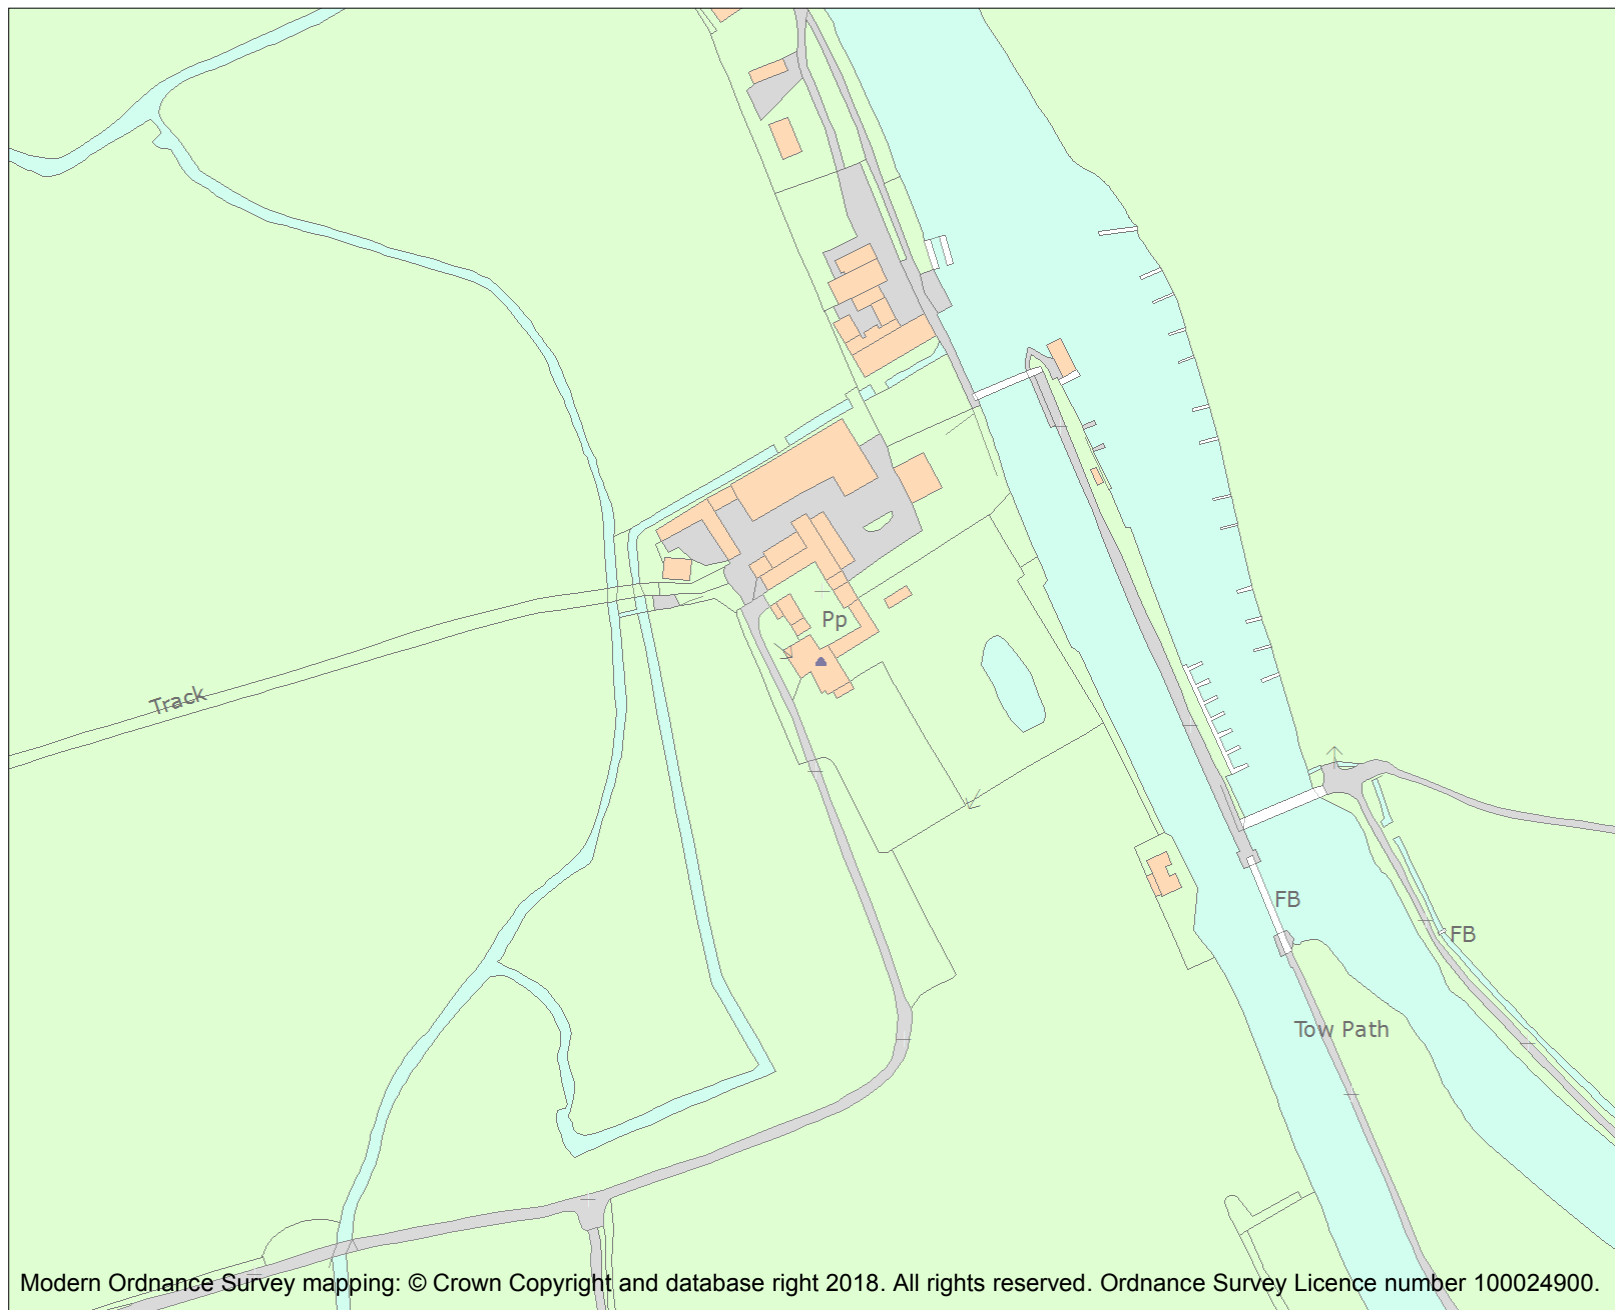 Pp
Track
FB
FB
Tow Path
Modern Ordnance Survey mapping: © Crown Copyright and database right 2018. All rights reserved. Ordnance Survey Licence number 100024900.